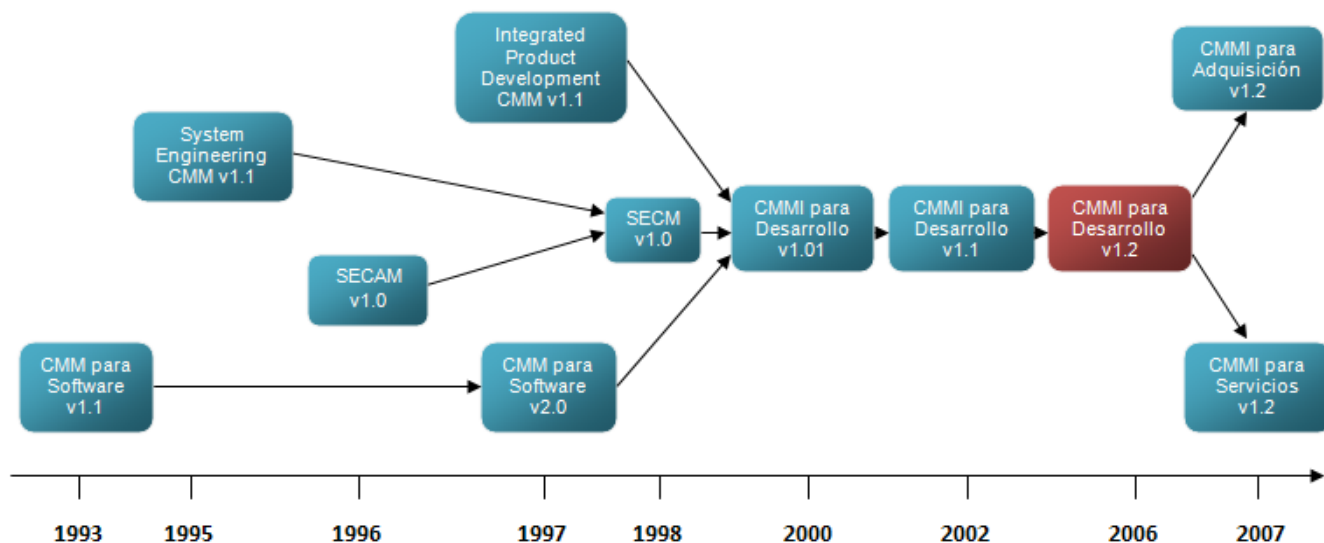 Integrated
Product
Development
CMM v1.1
CMMI para
Adquisición
v1.2
System
Engineering
CMM v1.1
SECM
v1.0
CMMI para
Desarrollo
v1.01
CMMI para
Desarrollo
v1.1
CMMI para
Desarrollo
v1.2
SECAM
v1.0
CMM para
Software
v1.1
CMM para
Software
v2.0
CMMI para
Servicios
v1.2
1993 1995 1996 1997 1998 2000 2002 2006 2007